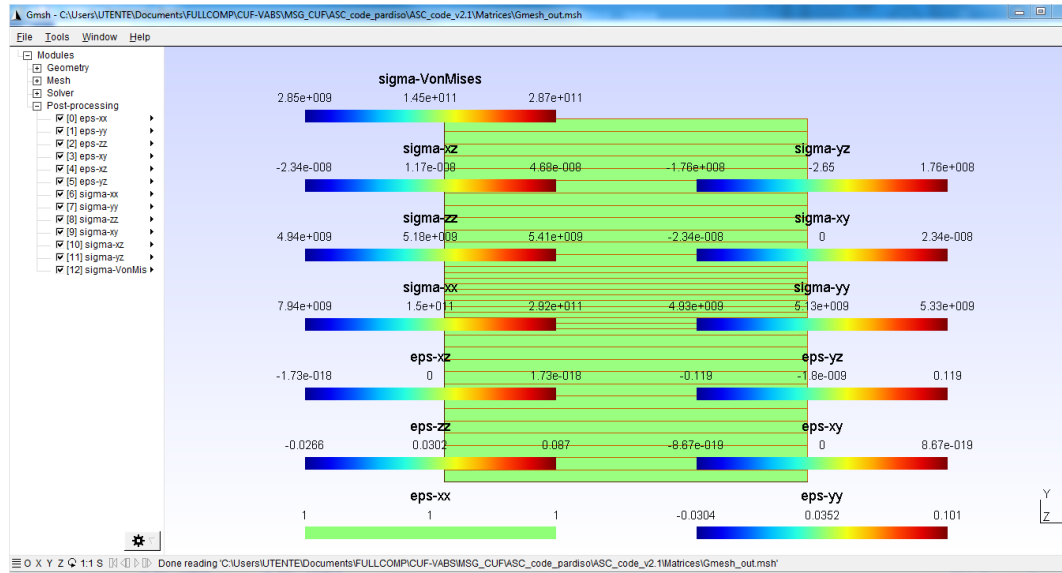 Gmsh - C:\Users\UTENTE\Documents\FULLCOMP\CUF-VABS\MSG_CUF\ASC_code_pardiso\ASC_code_v2.1\Matrices\Gmesh_out.msh
File Tools Window Help
Modules
Geometry
Mesh
Solver
Post-processing
[0] eps-xx
[1] eps-yy
[2] eps-zz
[3] eps-xy
[4] eps-xz
[5] eps-yz
[6] sigma-xx
[7] sigma-yy
[8] sigma-zz
[9] sigma-xy
[10] sigma-xz
[11] sigma-yz
[12] sigma-VonMis
sigma-VonMises
2.85e+009 1.45e+011 2.87e+011
sigma-xz sigma-yz
-2.34e-008 1.17e-008 4.68e-008 -1.76e+008 -2.65 1.76e+008
sigma-zz sigma-xy
4.94e+009 5.18e+009 5.41e+009 -2.34e-008 0 2.34e-008
sigma-xx sigma-yy
7.94e+009 1.5e+011 2.92e+011 4.93e+009 5.13e+009 5.33e+009
eps-xz eps-yz
-1.73e-018 0 1.73e-018 -0.119 -1.8e-009 0.119
eps-zz eps-xy
-0.0266 0.0302 0.087 -8.67e-019 0 8.67e-019
eps-xx eps-yy
1 1 1 -0.0304 0.0352 0.101
Y
Z
O X Y Z 1:1 S Done reading 'C:\Users\UTENTE\Documents\FULLCOMP\CUF-VABS\MSG_CUF\ASC_code_pardiso\ASC_code_v2.1\Matrices\Gmesh_out.msh'